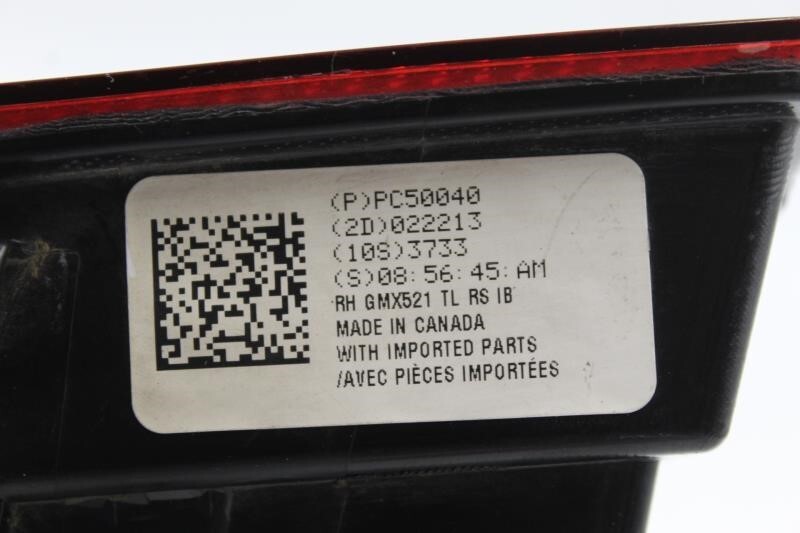 (P)PC50040
(2D)022213
(10S)3733
(S)08:56:45:AM
RH GMX521 TL RS IB
MADE IN CANADA
WITH IMPORTED PARTS
/AVEC PIÈCES IMPORTÉES